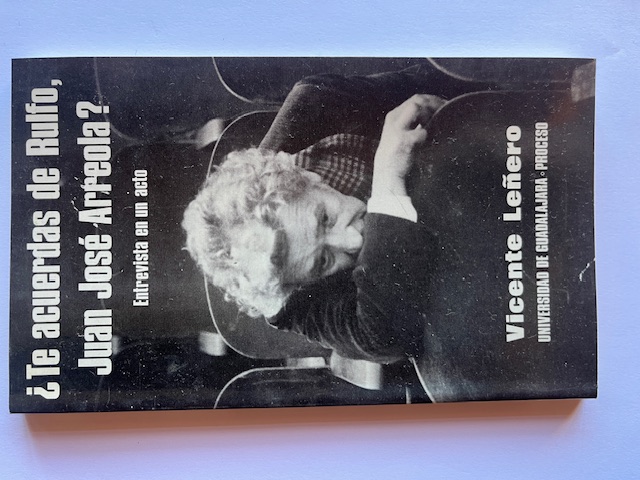 ¿Te acuerdas de Rulfo,
Juan José Arreola?
Entrevista en un acto
Vicente Leñero
UNIVERSIDAD DE GUADALAJARA • PROCESO